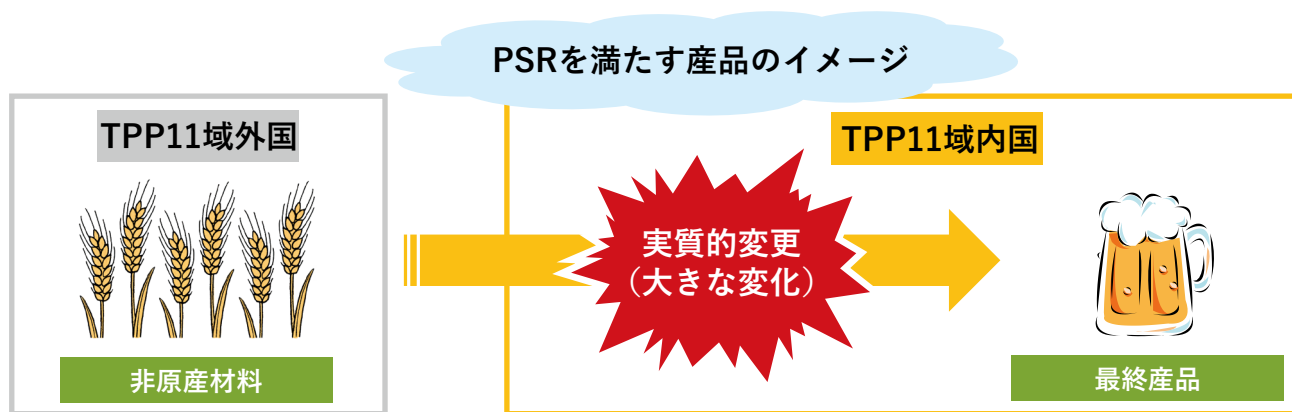 PSRを満たす産品のイメージ
TPP11域外国
TPP11域内国
実質的変更
（大きな変化）
非原産材料
最終産品